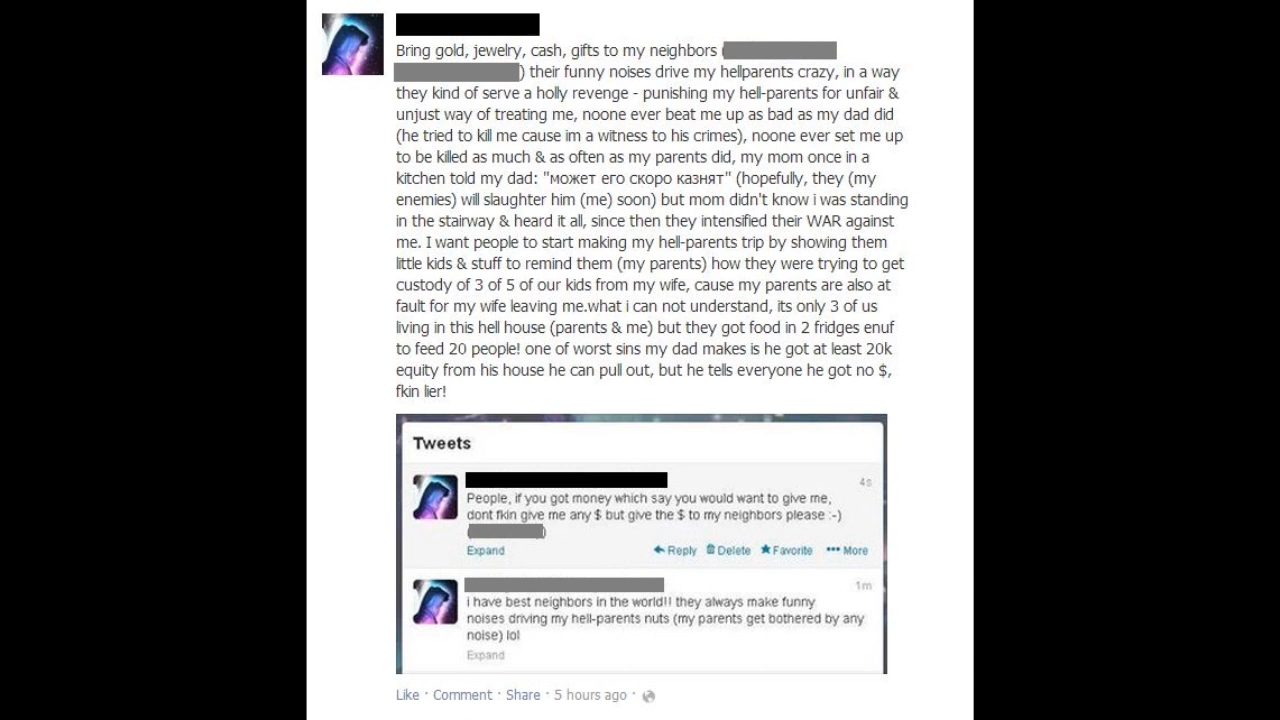 Bring gold, jewelry, cash, gifts to my neighbors (
) their funny noises drive my hellparents crazy, in a way
they kind of serve a holly revenge - punishing my hell-parents for unfair &
unjust way of treating me, noone ever beat me up as bad as my dad did
(he tried to kill me cause im a witness to his crimes), noone ever set me up
to be killed as much & as often as my parents did, my mom once in a
kitchen told my dad: "может его скоро казнят" (hopefully, they (my
enemies) will slaughter him (me) soon) but mom didn't know i was standing
in the stairway & heard it all, since then they intensified their WAR against
me. I want people to start making my hell-parents trip by showing them
little kids & stuff to remind them (my parents) how they were trying to get
custody of 3 of 5 of our kids from my wife, cause my parents are also at
fault for my wife leaving me.what i can not understand, its only 3 of us
living in this hell house (parents & me) but they got food in 2 fridges enuf
to feed 20 people! one of worst sins my dad makes is he got at least 20k
equity from his house he can pull out, but he tells everyone he got no $,
fkin lier!
Tweets
4s
People, if you got money which say you would want to give me,
dont fkin give me any $ but give the $ to my neighbors please :-)
( )
Expand Reply Delete Favorite ••• More
1m
i have best neighbors in the world!! they always make funny
noises driving my hell-parents nuts (my parents get bothered by any
noise) lol
Expand
Like · Comment · Share · 5 hours ago ·